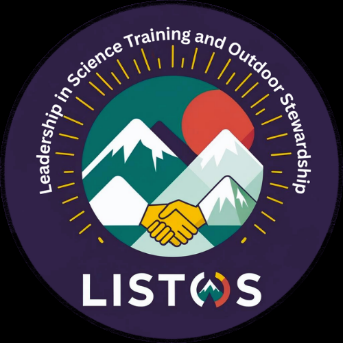 Leadership in Science Training and Outdoor Stewardship
LISTOS